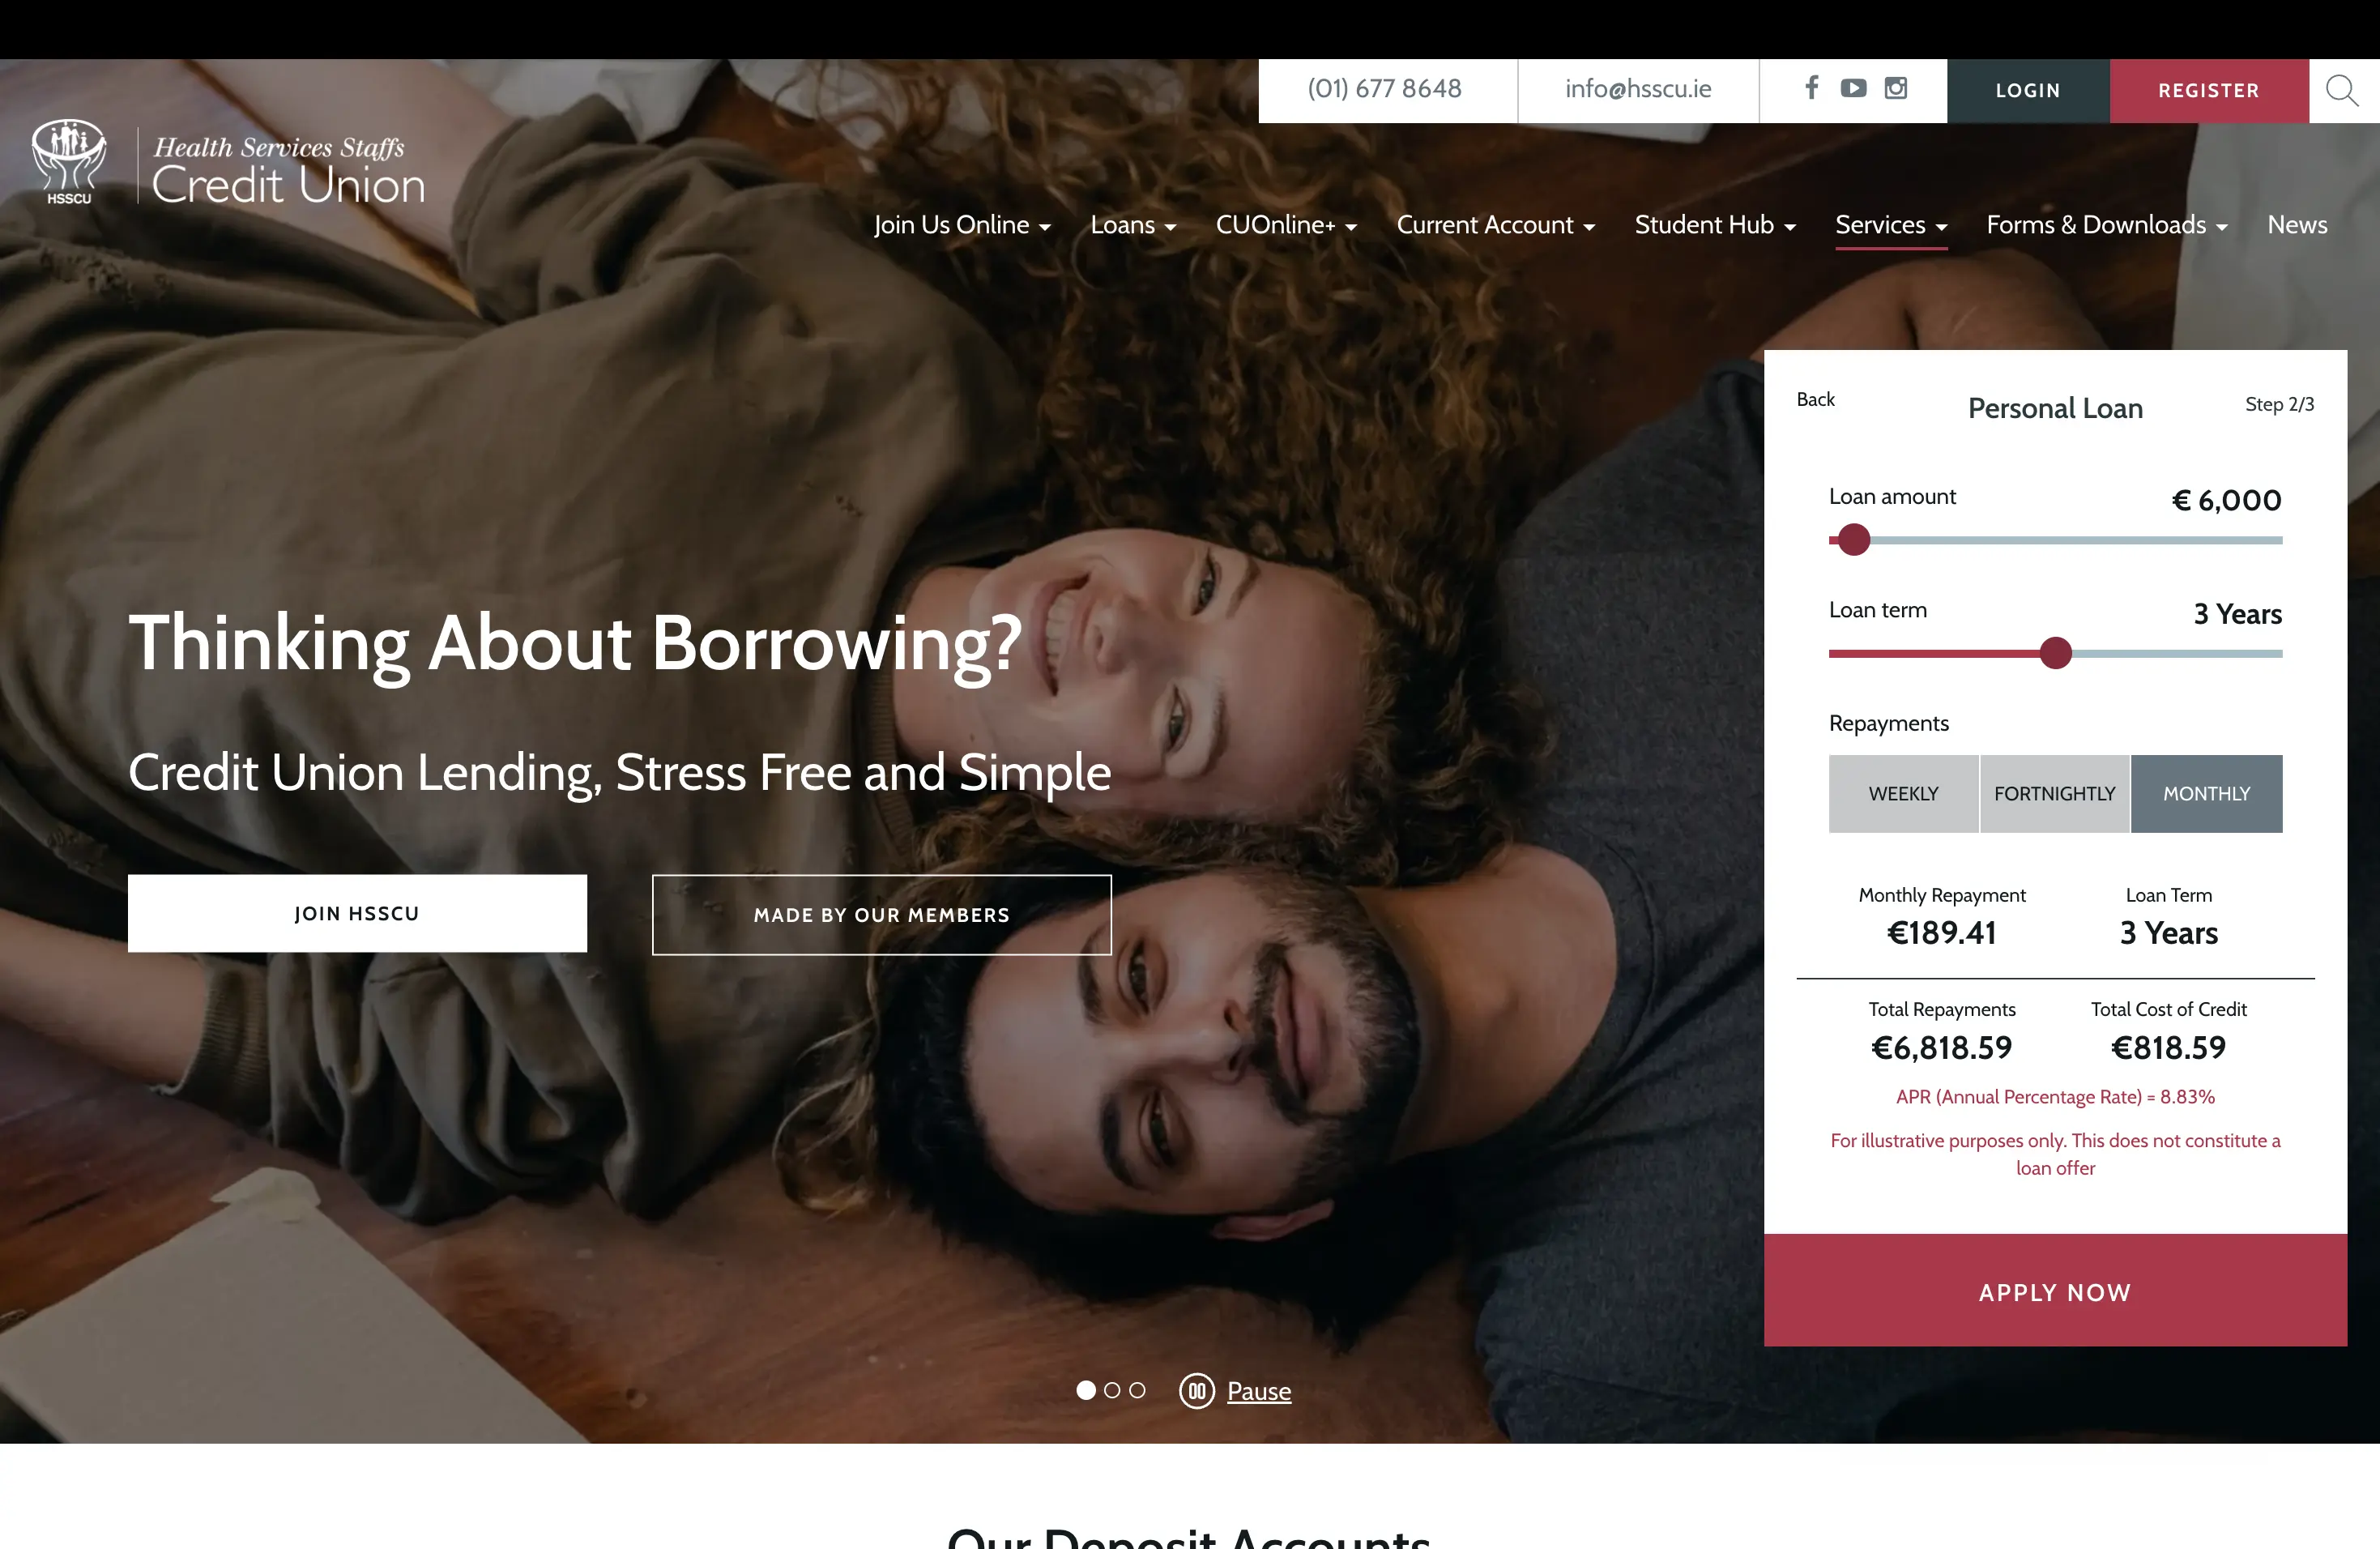 (01) 677 8648
info@hsscu.ie
LOGIN
REGISTER
HSSCU
Health Services Staffs
Credit Union
Join Us Online
Loans
CUOnline+
Current Account
Student Hub
Services
Forms & Downloads
News
Thinking About Borrowing?
Credit Union Lending, Stress Free and Simple
JOIN HSSCU
MADE BY OUR MEMBERS
Back
Personal Loan
Step 2/3
Loan amount
€ 6,000
Loan term
3 Years
Repayments
WEEKLY
FORTNIGHTLY
MONTHLY
Monthly Repayment
€189.41
Loan Term
3 Years
Total Repayments
€6,818.59
Total Cost of Credit
€818.59
APR (Annual Percentage Rate) = 8.83%
For illustrative purposes only. This does not constitute a
loan offer
APPLY NOW
Pause
Our Deposit Accounts